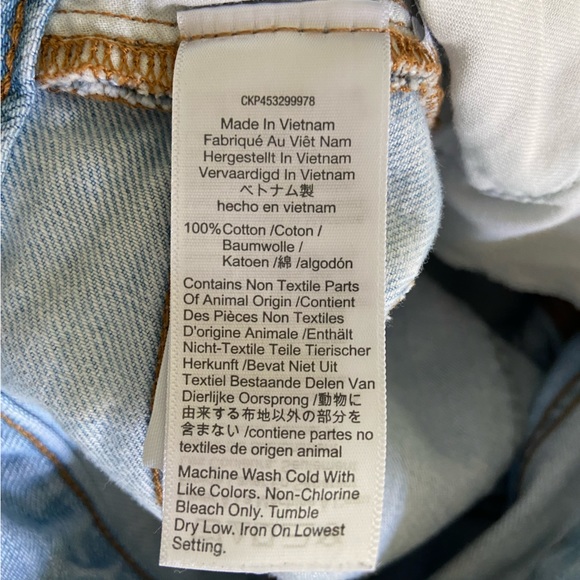 CKP453299978
Made In Vietnam
Fabriqué Au Viêt Nam
Hergestellt In Vietnam
Vervaardigd In Vietnam
ベトナム製
hecho en vietnam
100%Cotton /Coton /
Baumwolle /
Katoen /綿 /algodón
Contains Non Textile Parts
Of Animal Origin /Contient
Des Pièces Non Textiles
D'origine Animale /Enthält
Nicht-Textile Teile Tierischer
Herkunft /Bevat Niet Uit
Textiel Bestaande Delen Van
Dierlijke Oorsprong /動物に
由来する布地以外の部分を
含まない /contiene partes no
textiles de origen animal
Machine Wash Cold With
Like Colors. Non-Chlorine
Bleach Only. Tumble
Dry Low. Iron On Lowest
Setting.